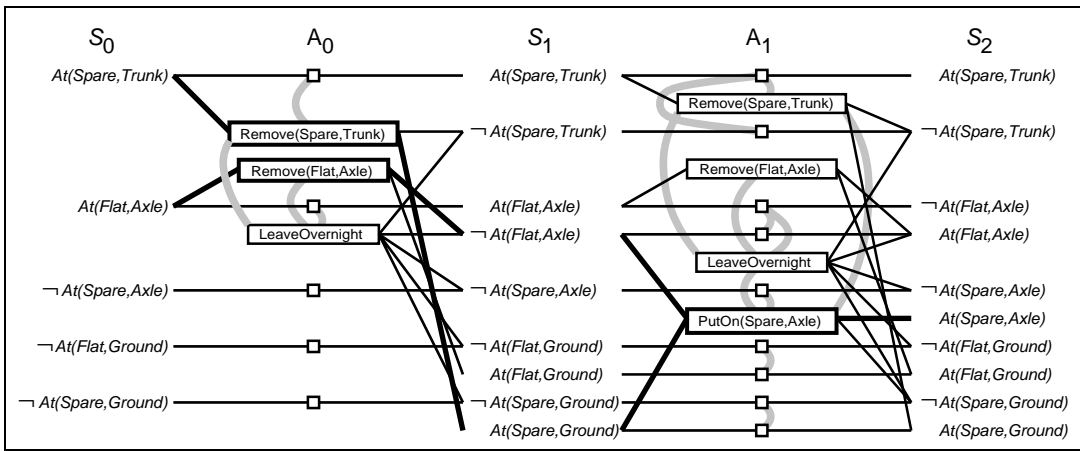 S0 A0 S1 A1 S2
At(Spare,Trunk) At(Spare,Trunk) At(Spare,Trunk)
Remove(Spare,Trunk)
Remove(Spare,Trunk) ¬ At(Spare,Trunk) ¬ At(Spare,Trunk)
Remove(Flat,Axle) Remove(Flat,Axle)
At(Flat,Axle) At(Flat,Axle) ¬ At(Flat,Axle)
LeaveOvernight ¬ At(Flat,Axle) At(Flat,Axle)
LeaveOvernight
¬ At(Spare,Axle) ¬ At(Spare,Axle) ¬ At(Spare,Axle)
PutOn(Spare,Axle) At(Spare,Axle)
¬ At(Flat,Ground) ¬ At(Flat,Ground) ¬ At(Flat,Ground)
At(Flat,Ground) At(Flat,Ground)
¬ At(Spare,Ground) ¬ At(Spare,Ground) ¬ At(Spare,Ground)
At(Spare,Ground) At(Spare,Ground)